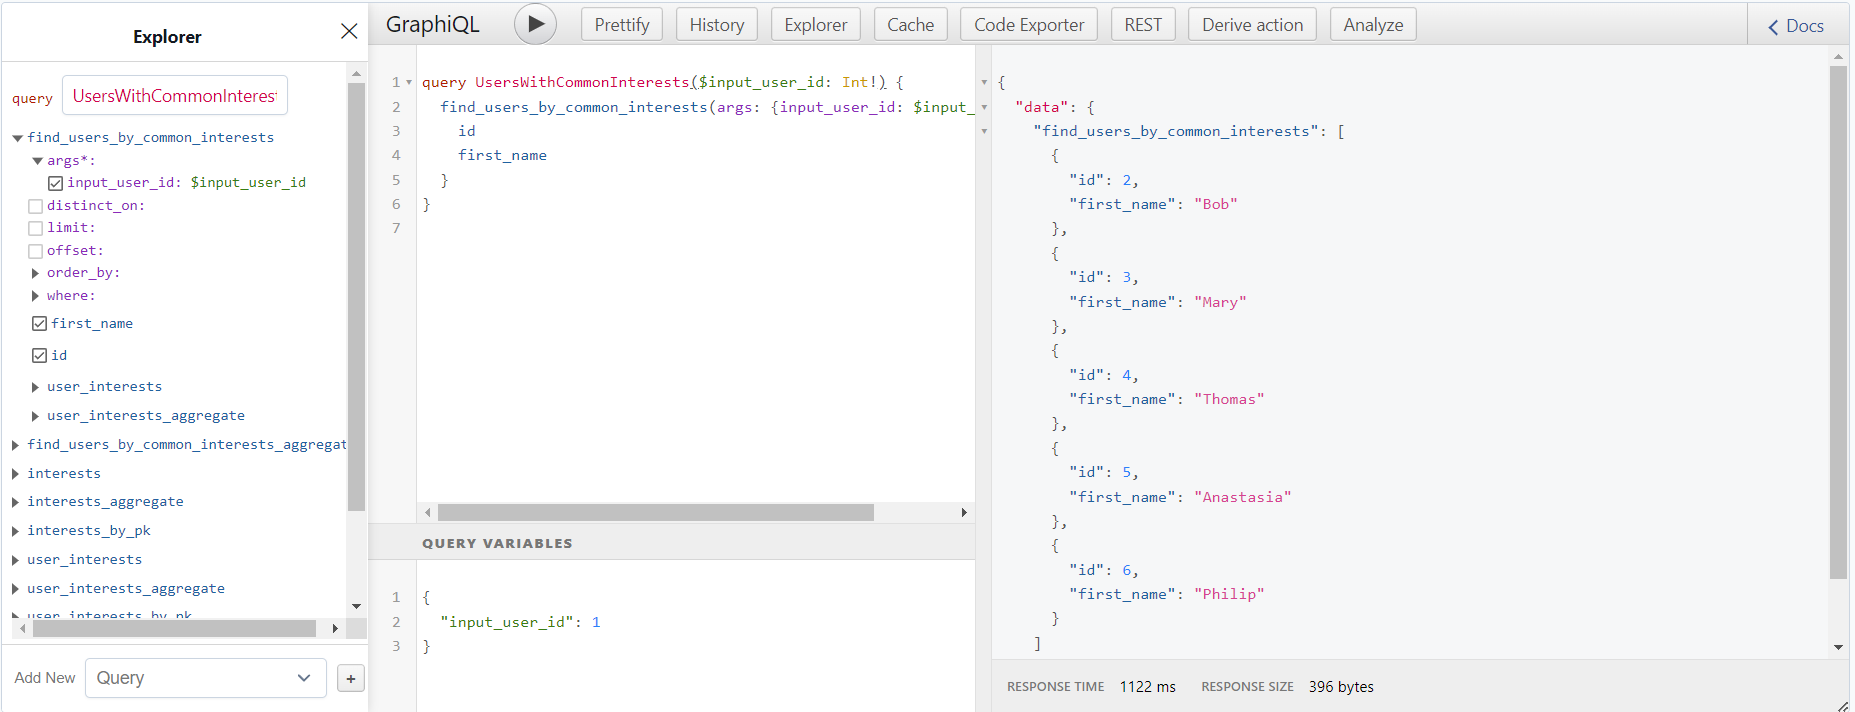 Explorer
query UsersWithCommonInteres
find_users_by_common_interests
args*:
input_user_id: $input_user_id
distinct_on:
limit:
offset:
order_by:
where:
first_name
id
user_interests
user_interests_aggregate
find_users_by_common_interests_aggregat
interests
interests_aggregate
interests_by_pk
user_interests
user_interests_aggregate
user_interests_by_pk
Add New Query +
GraphiQL Prettify History Explorer Cache Code Exporter REST Derive action Analyze Docs
1 query UsersWithCommonInterests($input_user_id: Int!) {
2 find_users_by_common_interests(args: {input_user_id: $input_
3 id
4 first_name
5 }
6 }
7
QUERY VARIABLES
1 {
2 "input_user_id": 1
3 }
{
"data": {
"find_users_by_common_interests": [
{
"id": 2,
"first_name": "Bob"
},
{
"id": 3,
"first_name": "Mary"
},
{
"id": 4,
"first_name": "Thomas"
},
{
"id": 5,
"first_name": "Anastasia"
},
{
"id": 6,
"first_name": "Philip"
}
]
RESPONSE TIME 1122 ms RESPONSE SIZE 396 bytes